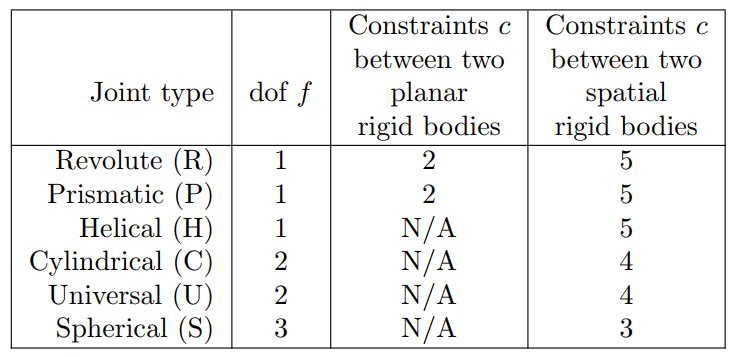 Joint type dof f Constraints c between two planar rigid bodies Constraints c between two spatial rigid bodies
Revolute (R) 1 2 5
Prismatic (P) 1 2 5
Helical (H) 1 N/A 5
Cylindrical (C) 2 N/A 4
Universal (U) 2 N/A 4
Spherical (S) 3 N/A 3